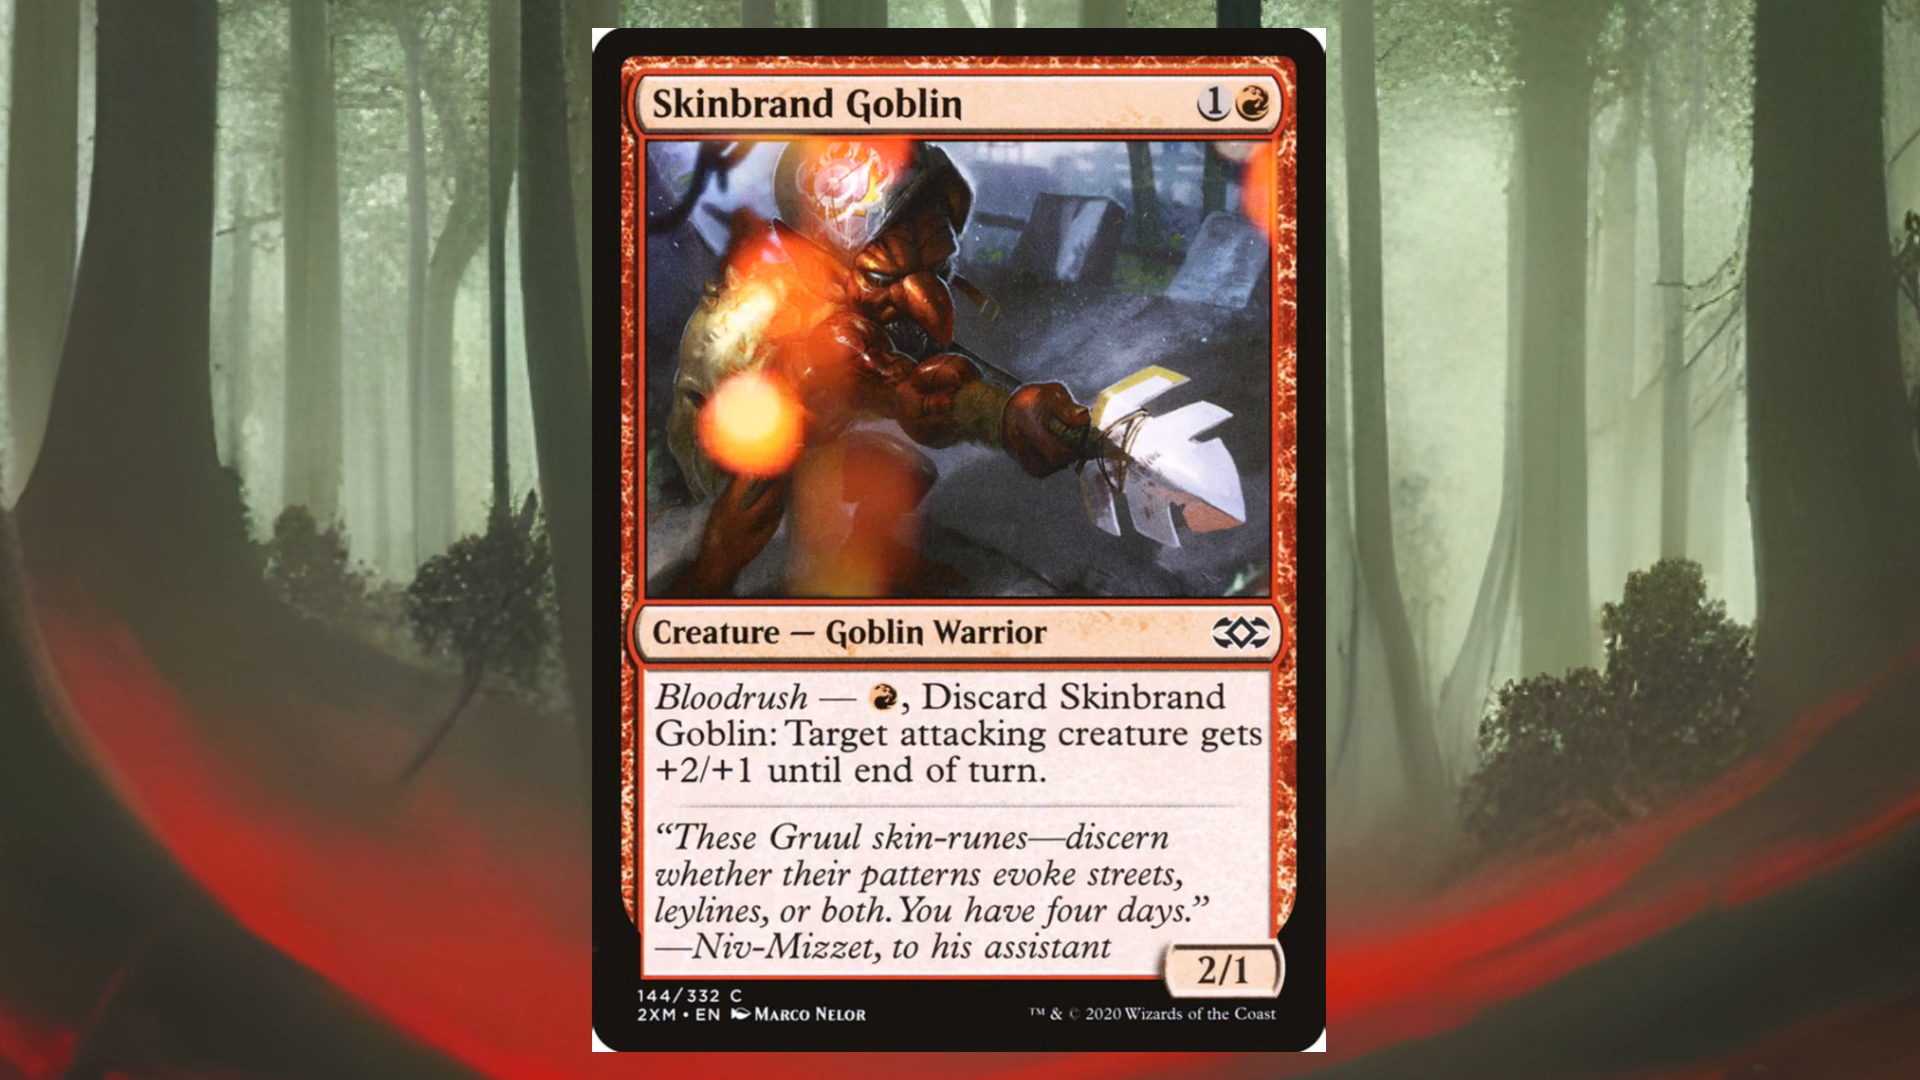 Skinbrand Goblin 1
Creature — Goblin Warrior
Bloodrush — , Discard Skinbrand
Goblin: Target attacking creature gets
+2/+1 until end of turn.
“These Gruul skin-runes—discern
whether their patterns evoke streets,
leylines, or both. You have four days.”
—Niv-Mizzet, to his assistant
2/1
144/332 C
2XM • EN Marco Nelor
™ & © 2020 Wizards of the Coast